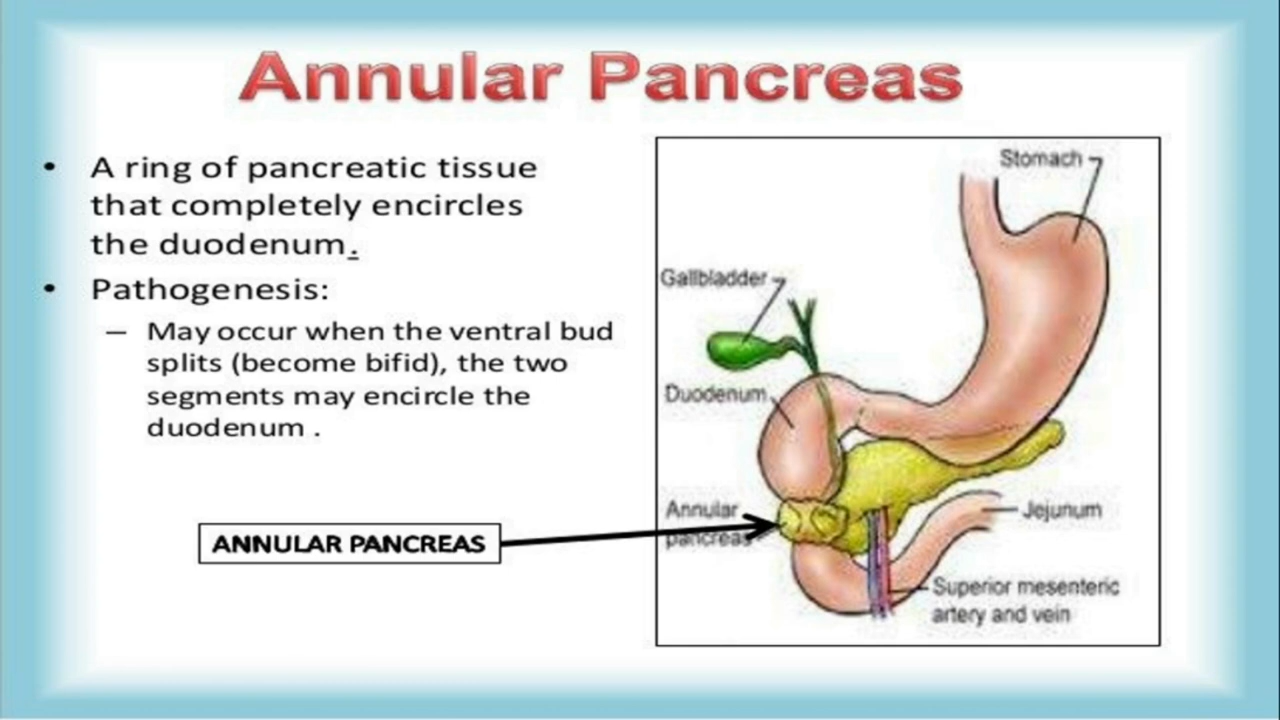 Annular Pancreas
• A ring of pancreatic tissue
that completely encircles
the duodenum.
• Pathogenesis:
– May occur when the ventral bud
splits (become bifid), the two
segments may encircle the
duodenum .
ANNULAR PANCREAS
Stomach
Gallbladder
Duodenum
Annular
pancreas
Jejunum
Superior mesenteric
artery and vein